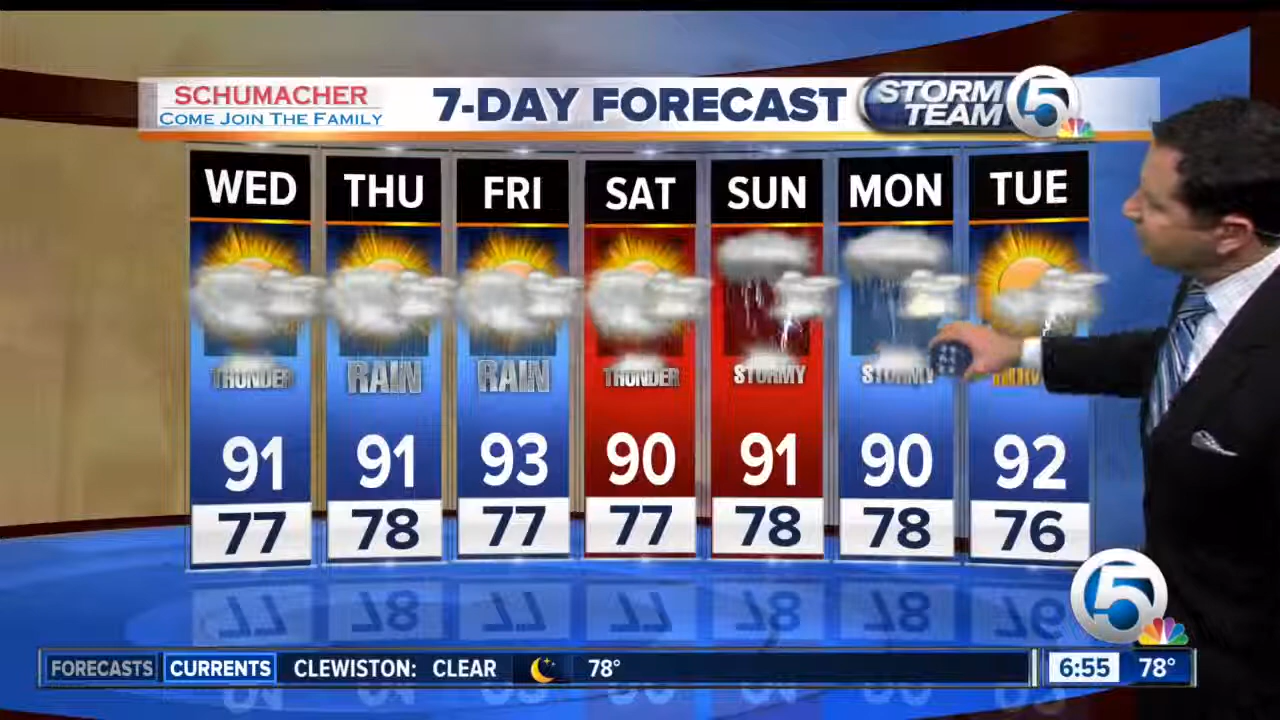 SCHUMACHER
COME JOIN THE FAMILY
7-DAY FORECAST
STORM
TEAM
5
WED THU FRI SAT SUN MON TUE
THUNDER RAIN RAIN THUNDER STORMY STORMY
91 91 93 90 91 90 92
77 78 77 77 78 78 76
5
FORECASTS CURRENTS CLEWISTON: CLEAR 78° 6:55 78°